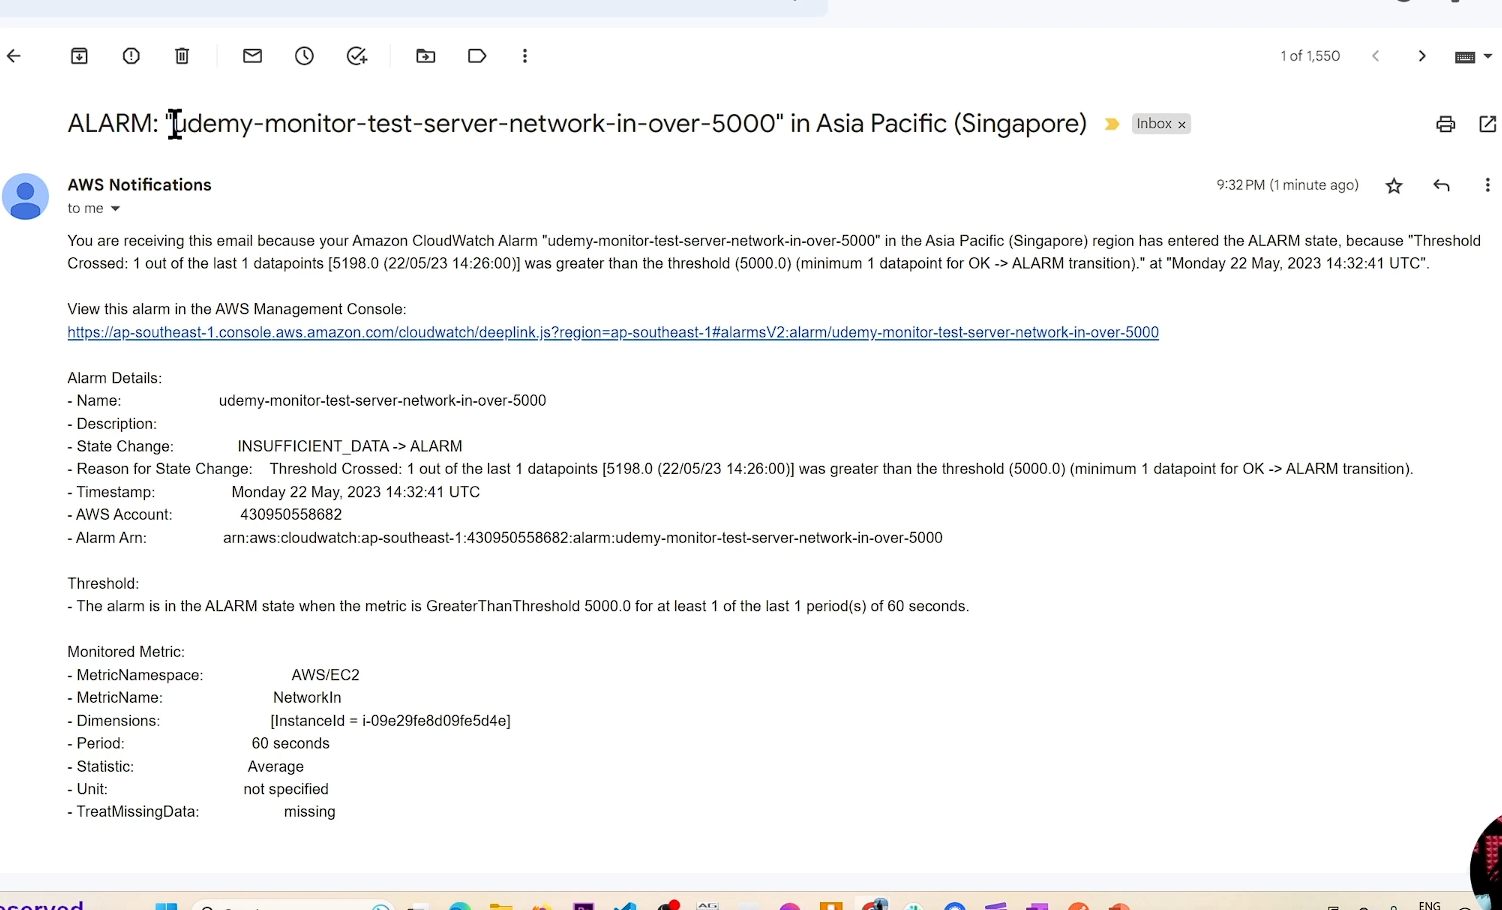 1 of 1,550
ALARM: "udemy-monitor-test-server-network-in-over-5000" in Asia Pacific (Singapore)
Inbox x
AWS Notifications
9:32 PM (1 minute ago)
to me
You are receiving this email because your Amazon CloudWatch Alarm "udemy-monitor-test-server-network-in-over-5000" in the Asia Pacific (Singapore) region has entered the ALARM state, because "Threshold
Crossed: 1 out of the last 1 datapoints [5198.0 (22/05/23 14:26:00)] was greater than the threshold (5000.0) (minimum 1 datapoint for OK -> ALARM transition)." at "Monday 22 May, 2023 14:32:41 UTC".
View this alarm in the AWS Management Console:
https://ap-southeast-1.console.aws.amazon.com/cloudwatch/deeplink.js?region=ap-southeast-1#alarmsV2:alarm/udemy-monitor-test-server-network-in-over-5000
Alarm Details:
- Name: udemy-monitor-test-server-network-in-over-5000
- Description:
- State Change: INSUFFICIENT_DATA -> ALARM
- Reason for State Change: Threshold Crossed: 1 out of the last 1 datapoints [5198.0 (22/05/23 14:26:00)] was greater than the threshold (5000.0) (minimum 1 datapoint for OK -> ALARM transition).
- Timestamp: Monday 22 May, 2023 14:32:41 UTC
- AWS Account: 430950558682
- Alarm Arn: arn:aws:cloudwatch:ap-southeast-1:430950558682:alarm:udemy-monitor-test-server-network-in-over-5000
Threshold:
- The alarm is in the ALARM state when the metric is GreaterThanThreshold 5000.0 for at least 1 of the last 1 period(s) of 60 seconds.
Monitored Metric:
- MetricNamespace: AWS/EC2
- MetricName: NetworkIn
- Dimensions: [InstanceId = i-09e29fe8d09fe5d4e]
- Period: 60 seconds
- Statistic: Average
- Unit: not specified
- TreatMissingData: missing
ENG